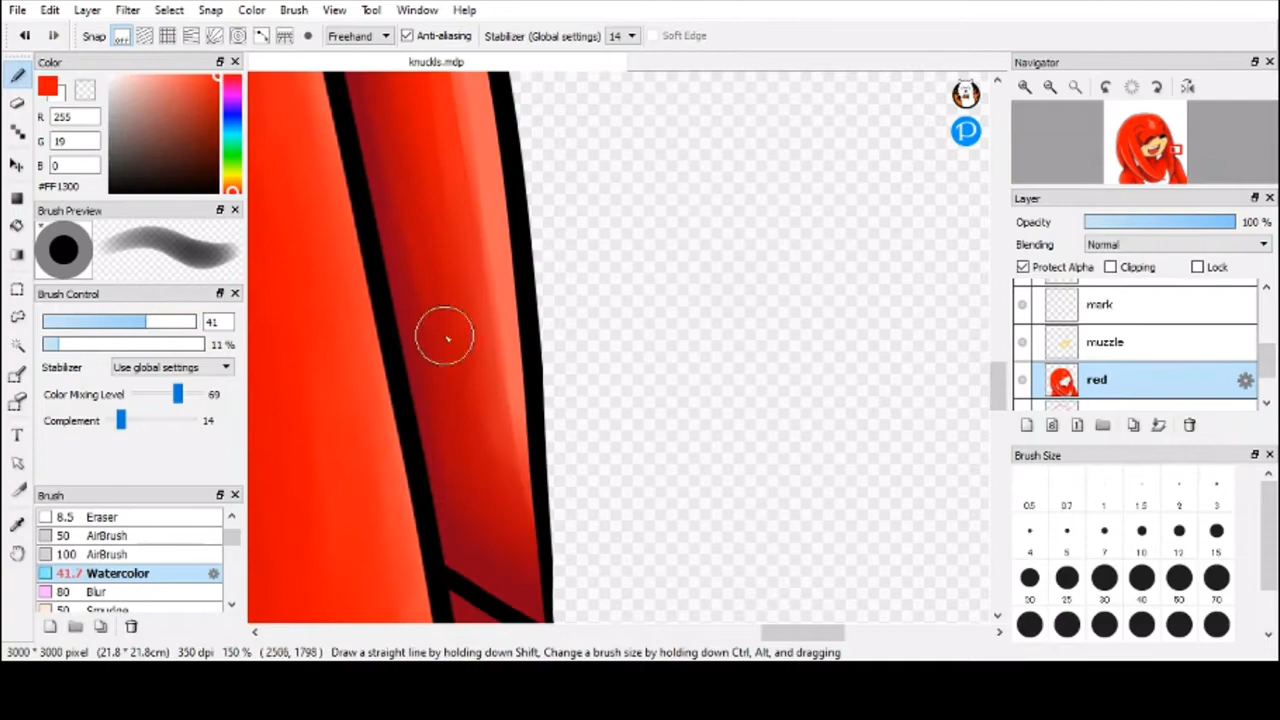 File Edit Layer Filter Select Snap Color Brush View Tool Window Help
Snap off Freehand Anti-aliasing Stabilizer (Global settings) 14 Soft Edge
Color
knuckls.mdp
Navigator
R 255
G 19
B 0
#FF1300
Brush Preview
Layer
Opacity 100 %
Blending Normal
Protect Alpha Clipping Lock
Brush Control
41
11 %
Stabilizer Use global settings
Color Mixing Level 69
Complement 14
mark
muzzle
red
Brush
8.5 Eraser
50 AirBrush
100 AirBrush
41.7 Watercolor
80 Blur
50 Smudge
Brush Size
0.5 0.7 1 1.5 2 3
4 5 7 10 12 15
20 25 30 40 50 70
3000 * 3000 pixel (21.8 * 21.8cm) 350 dpi 150 % ( 2506, 1798 ) Draw a straight line by holding down Shift, Change a brush size by holding down Ctrl, Alt, and dragging